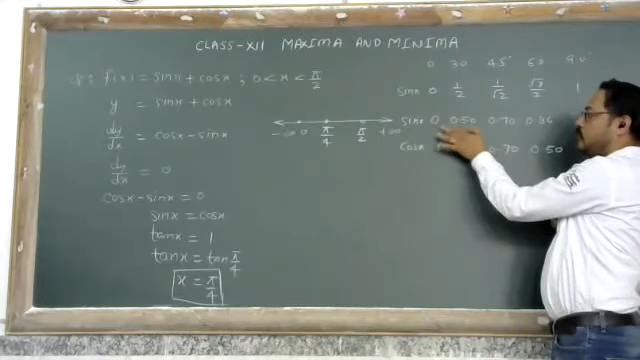 CLASS-XII MAXIMA AND MINIMA
f(x) = sinx + cosx ; 0 < x < π/2
y = sinx + cosx
dy/dx = cosx - sinx
dy/dx = 0
cosx - sinx = 0
sinx = cosx
tanx = 1
tanx = tan π/4
x = π/4
-∞ 0 π/4 π/2 +∞
0 30 45° 60 90°
sinx 0 1/2 1/√2 √3/2 1
sinx 0 0.50 0.70 0.86
cosx 0.70 0.50